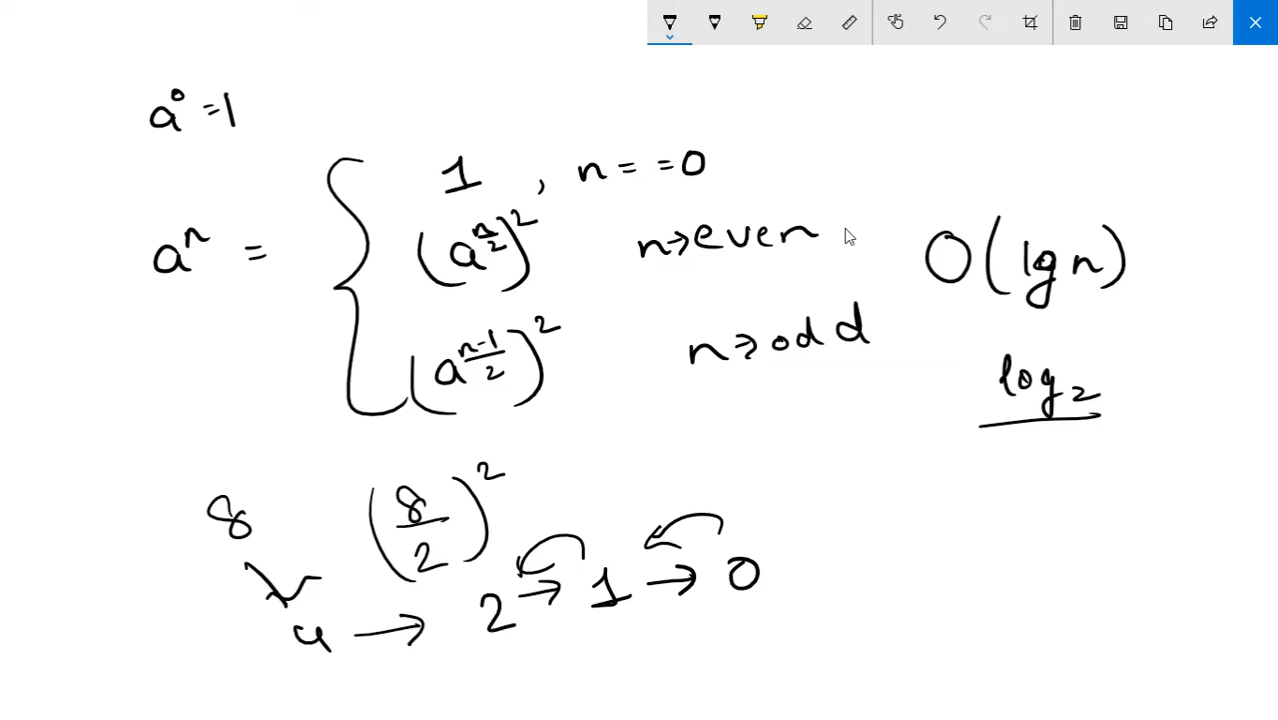 a⁰ =1
1 , n = = 0
aⁿ = { (a^(n/2))² n→even O(lg n)
(a^((n-1)/2))² n→odd
log₂
8 (8/2)²
4 → 2 → 1 → 0